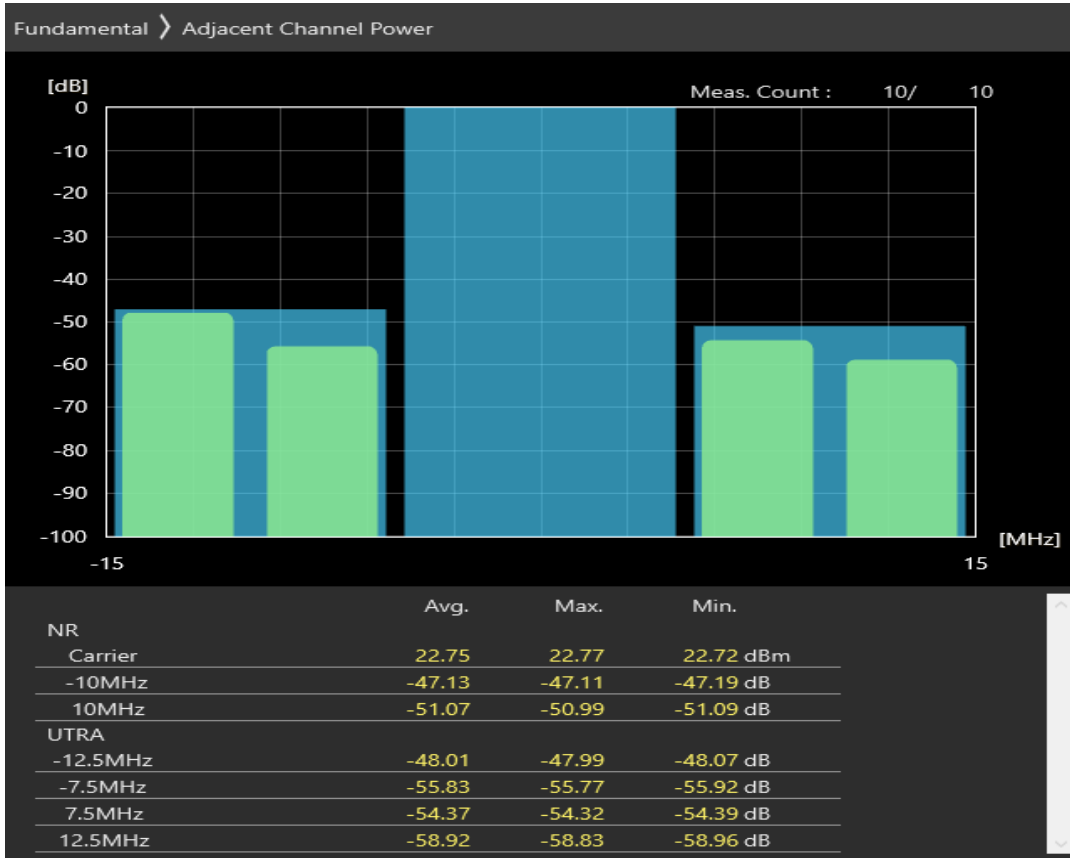 Fundamental ❭ Adjacent Channel Power
[dB]
Meas. Count : 10/ 10
0
-10
-20
-30
-40
-50
-60
-70
-80
-90
-100
[MHz]
-15 15
Avg. Max. Min.
NR
Carrier 22.75 22.77 22.72 dBm
-10MHz -47.13 -47.11 -47.19 dB
10MHz -51.07 -50.99 -51.09 dB
UTRA
-12.5MHz -48.01 -47.99 -48.07 dB
-7.5MHz -55.83 -55.77 -55.92 dB
7.5MHz -54.37 -54.32 -54.39 dB
12.5MHz -58.92 -58.83 -58.96 dB